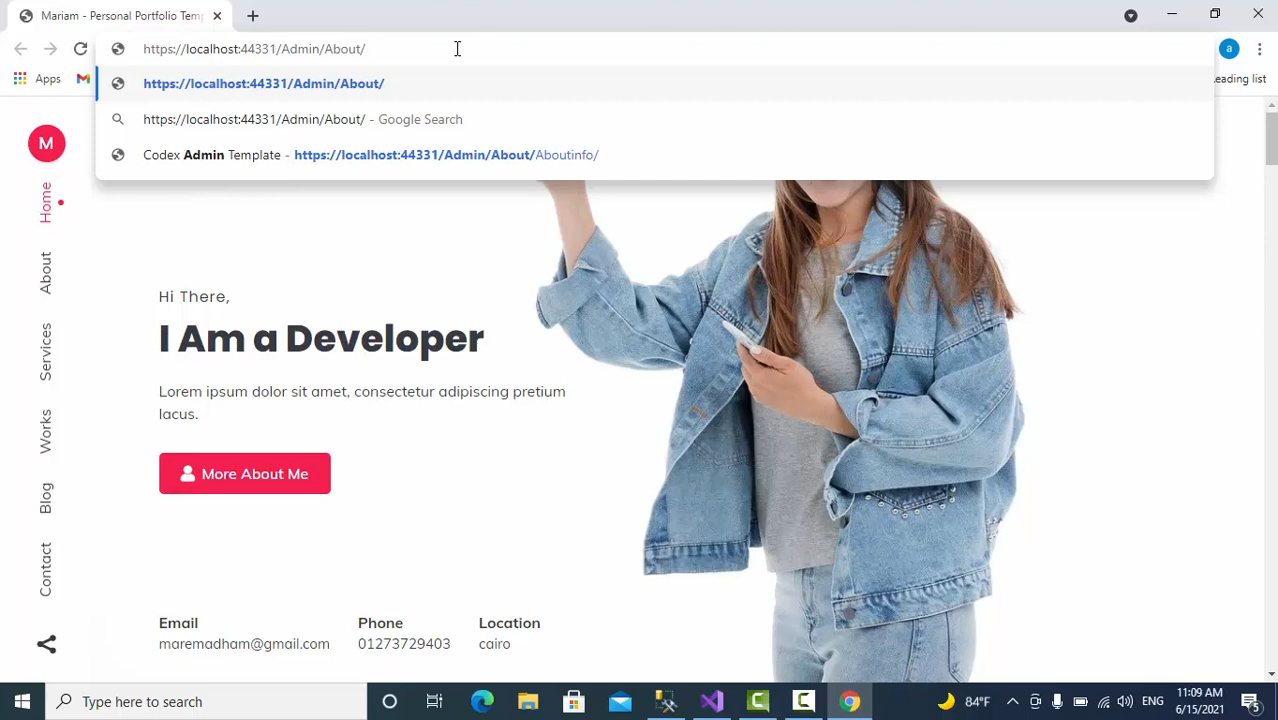 Mariam - Personal Portfolio Temp
https://localhost:44331/Admin/About/
Apps
eading list
https://localhost:44331/Admin/About/
https://localhost:44331/Admin/About/ - Google Search
Codex Admin Template - https://localhost:44331/Admin/About/Aboutinfo/
a
M
Home
About
Services
Works
Blog
Contact
Hi There,
I Am a Developer
Lorem ipsum dolor sit amet, consectetur adipiscing pretium
lacus.
More About Me
Email
Phone
Location
maremadham@gmail.com
01273729403
cairo
Type here to search
84°F
ENG
11:09 AM
6/15/2021
5